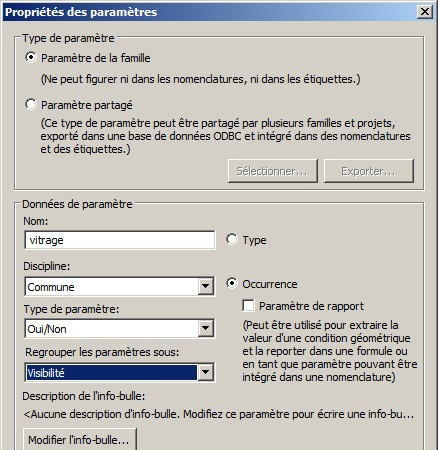 Propriétés des paramètres
Type de paramètre
Paramètre de la famille
(Ne peut figurer ni dans les nomenclatures, ni dans les étiquettes.)
Paramètre partagé
(Ce type de paramètre peut être partagé par plusieurs familles et projets,
exporté dans une base de données ODBC et intégré dans des nomenclatures
et des étiquettes.)
Sélectionner... Exporter...
Données de paramètre
Nom:
vitrage Type
Discipline:
Commune Occurrence
Paramètre de rapport
Type de paramètre:
Oui/Non
(Peut être utilisé pour extraire la
valeur d'une condition géométrique
et la reporter dans une formule ou
en tant que paramètre pouvant être
intégré dans une nomenclature)
Regrouper les paramètres sous:
Visibilité
Description de l'info-bulle:
<Aucune description d'info-bulle. Modifiez ce paramètre pour écrire une info-bu...
Modifier l'info-bulle...